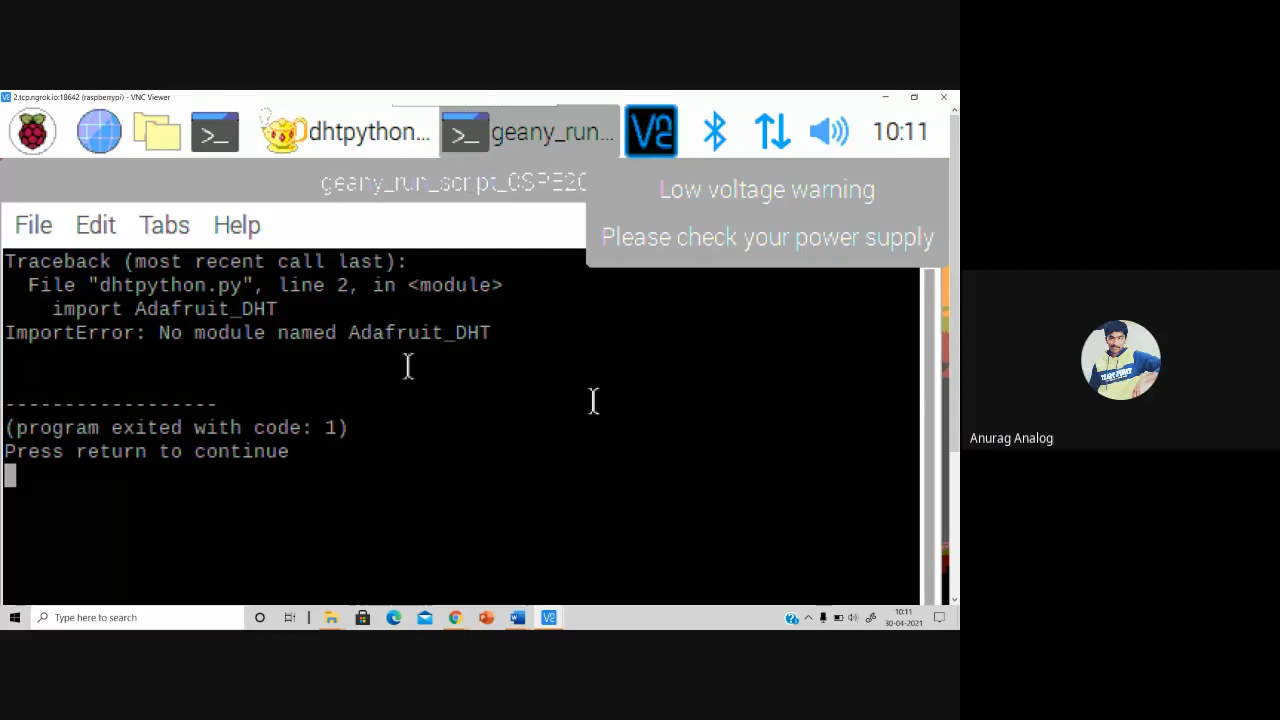 2.tcp.ngrok.io:18642 (raspberrypi) - VNC Viewer
dhtpython...
geany_run...
10:11
geany_run_script_
Low voltage warning
Please check your power supply
File Edit Tabs Help
Traceback (most recent call last):
File "dhtpython.py", line 2, in <module>
import Adafruit_DHT
ImportError: No module named Adafruit_DHT
------------------
(program exited with code: 1)
Press return to continue
Anurag Analog
Type here to search
10:11
30-04-2021